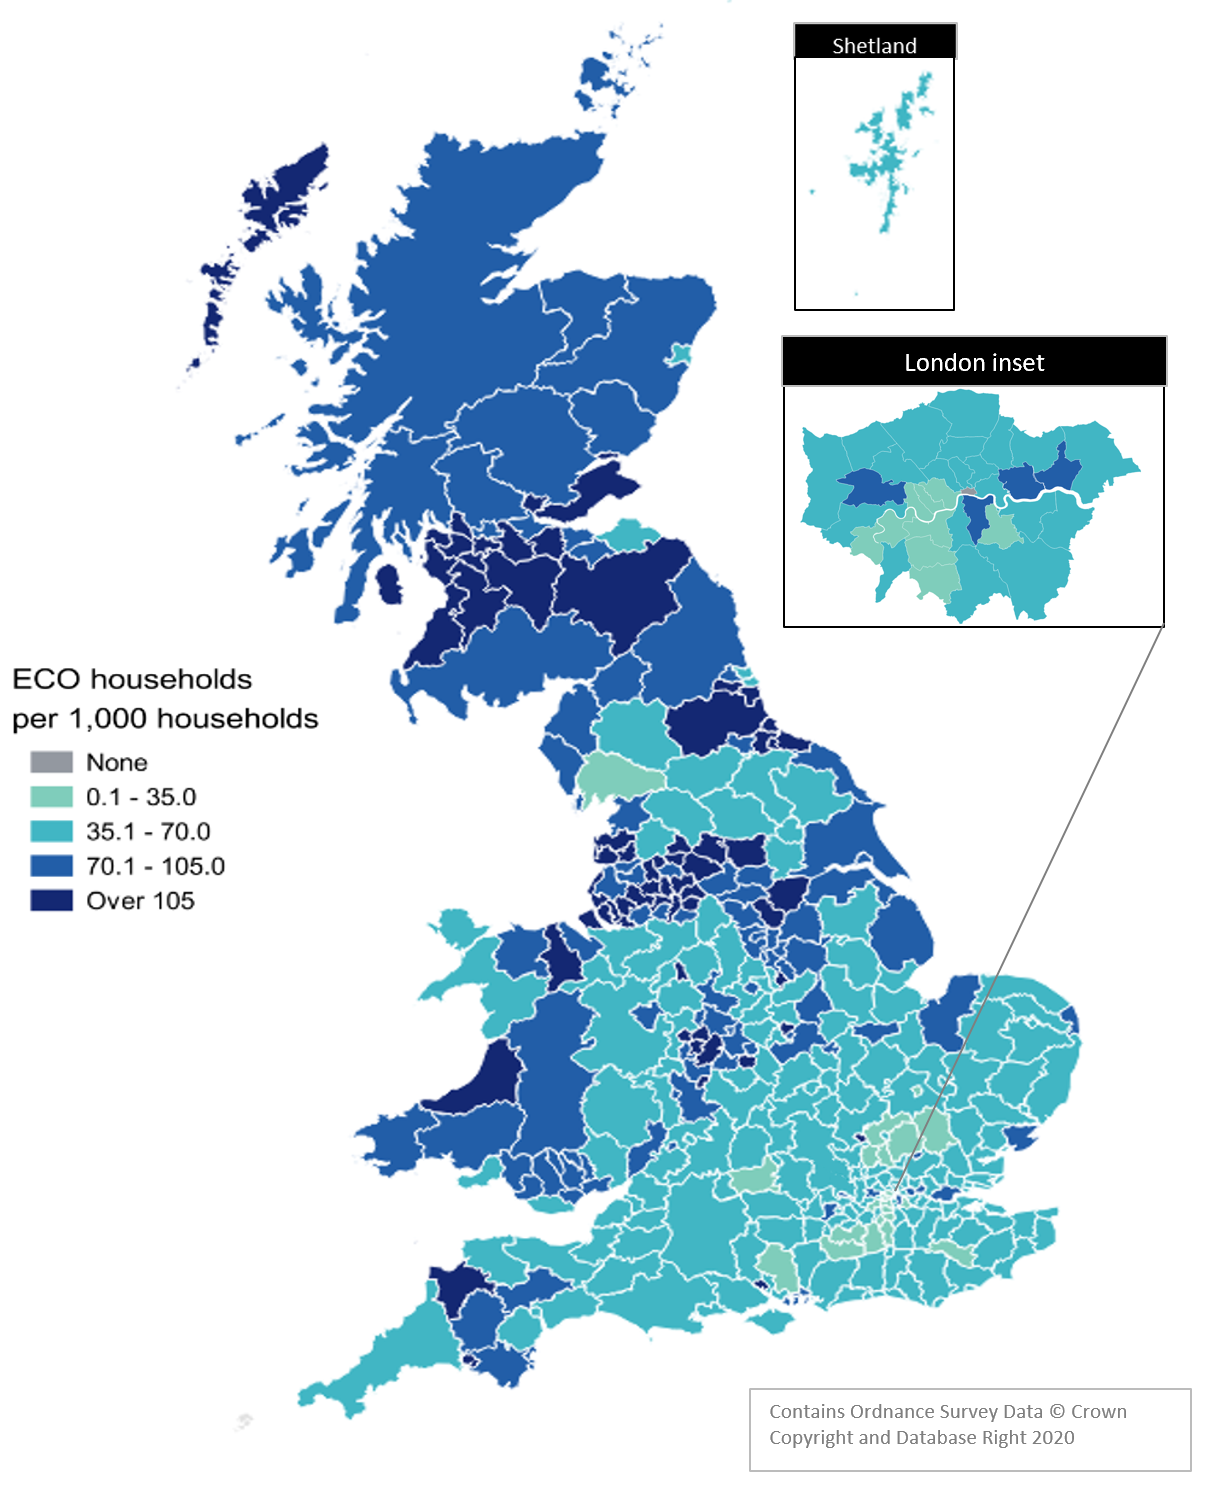 Shetland
London inset
ECO households
per 1,000 households
None
0.1 - 35.0
35.1 - 70.0
70.1 - 105.0
Over 105
Contains Ordnance Survey Data © Crown
Copyright and Database Right 2020